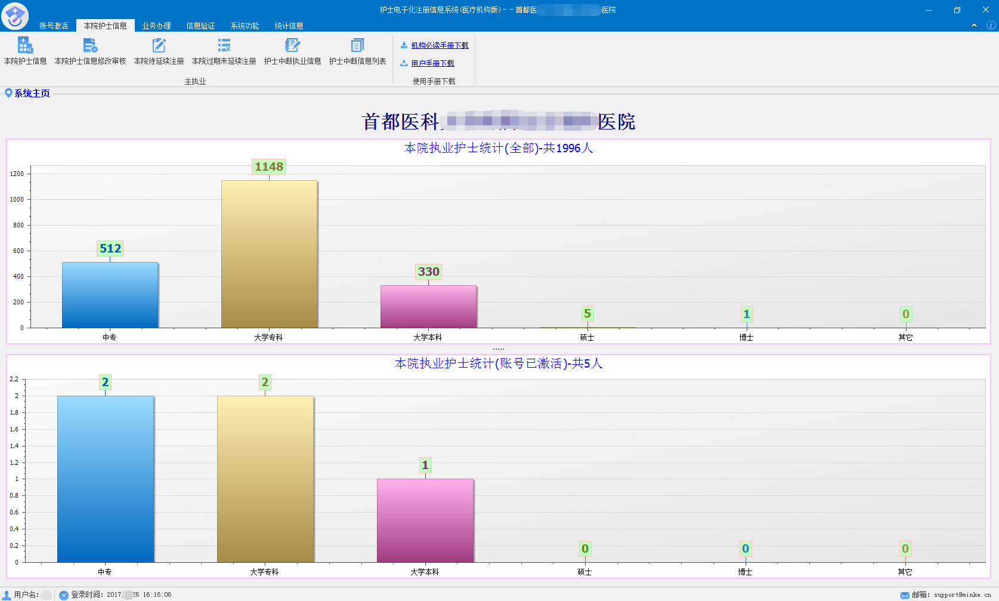 护士电子化注册信息系统(医疗机构版)--首都医 医院
账号激活 本院护士信息 业务办理 信息验证 系统功能 统计信息
本院护士信息 本院护士信息修改审核 本院待延续注册 本院过期未延续注册 护士中断执业信息 护士中断信息列表
主执业
机构必读手册下载
用户手册下载
使用手册下载
系统主页
首都医科 医院
本院执业护士统计(全部)-共1996人
1200
1000
800
600
400
200
0
512
1148
330
5
1
0
中专 大学专科 大学本科 硕士 博士 其它
本院执业护士统计(账号已激活)-共5人
2.2
2
1.8
1.6
1.4
1.2
1
0.8
0.6
0.4
0.2
0
2
2
1
0
0
0
中专 大学专科 大学本科 硕士 博士 其它
用户名: 登录时间: 2017 26 16:16:06 邮箱: support@minke.cn